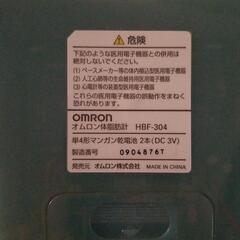 ⚠ 危険
下記のような医用電子機器との併用は
絶対しないでください。
(1) ペースメーカー等の体内植込型医用電子機器
(2) 人工心肺等の生命維持用医用電子機器
(3) 心電計等の装着型医用電子機器
これらの医用電子機器の誤動作をまねく
恐れがあります。
OMRON
オムロン体脂肪計 HBF-304
単4形マンガン乾電池 2本(DC 3V)
製造番号 0904876T
発売元 オムロン株式会社 MADE IN CHINA